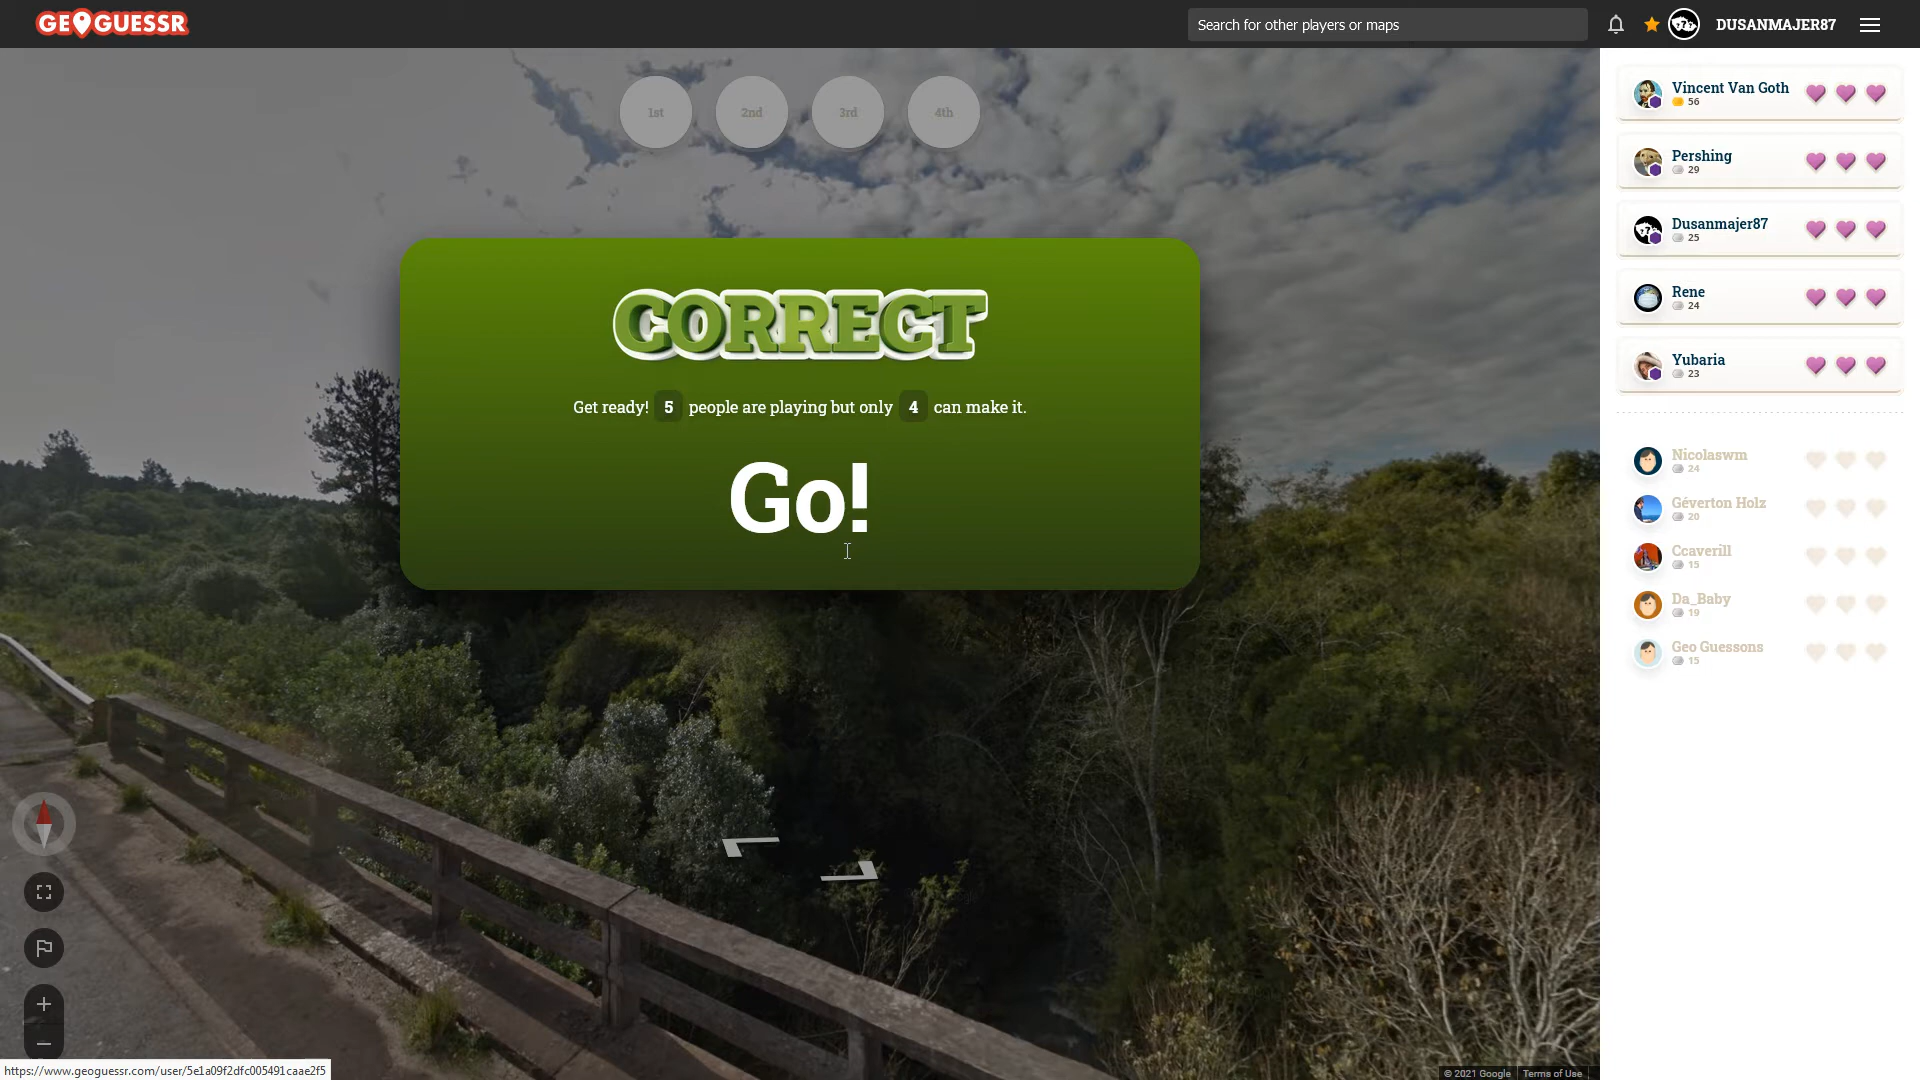 GEOGUESSR
Search for other players or maps
DUSANMAJER87
1st
2nd
3rd
4th
CORRECT
Get ready! 5 people are playing but only 4 can make it.
Go!
Vincent Van Goth
56
Pershing
29
Dusanmajer87
25
Rene
24
Yubaria
23
Nicolaswm
24
Géverton Holz
20
Ccaverill
15
Da_Baby
19
Geo Guessons
15
https://www.geoguessr.com/user/5e1a09f2dfc005491caae2f5
© 2021 Google
Terms of Use